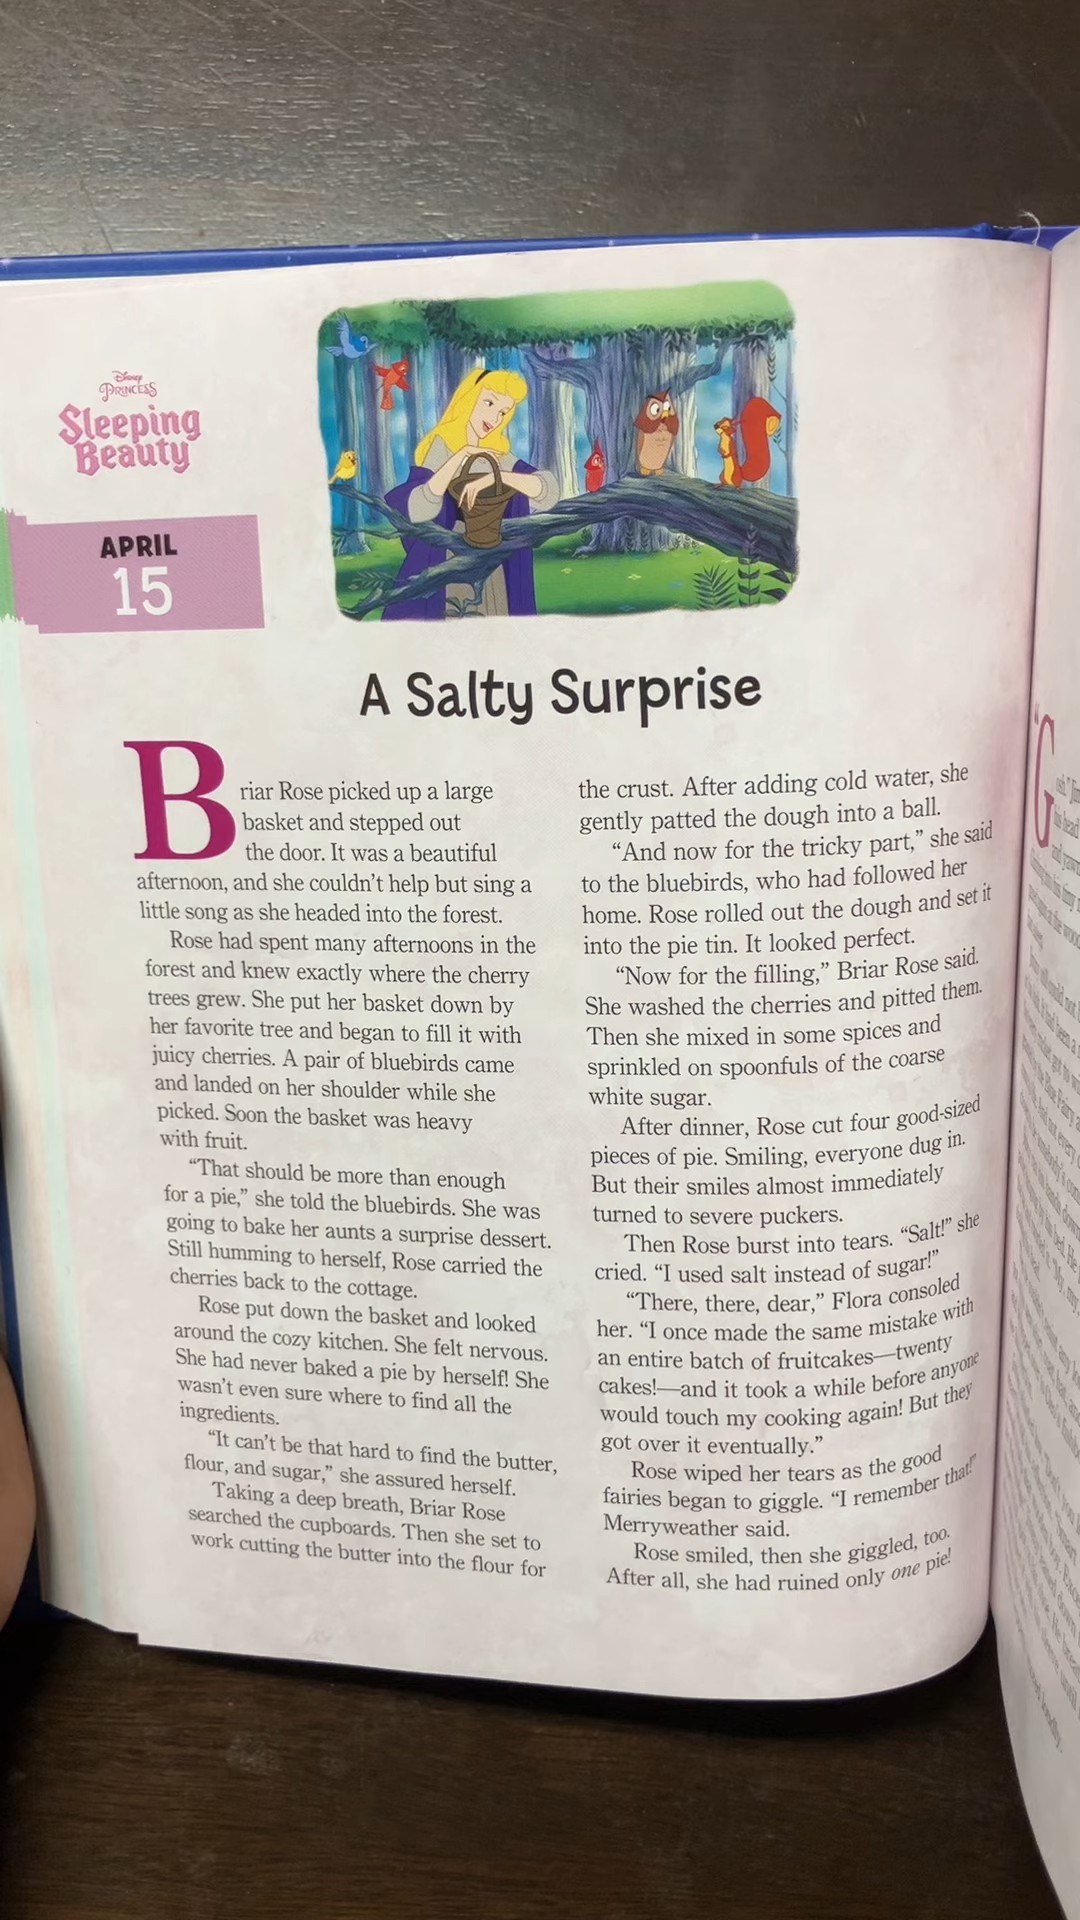 Disney
PRINCESS
Sleeping
Beauty
APRIL
15
A Salty Surprise
Briar Rose picked up a large
basket and stepped out
the door. It was a beautiful
afternoon, and she couldn't help but sing a
little song as she headed into the forest.
Rose had spent many afternoons in the
forest and knew exactly where the cherry
trees grew. She put her basket down by
her favorite tree and began to fill it with
juicy cherries. A pair of bluebirds came
and landed on her shoulder while she
picked. Soon the basket was heavy
with fruit.
“That should be more than enough
for a pie,” she told the bluebirds. She was
going to bake her aunts a surprise dessert.
Still humming to herself, Rose carried the
cherries back to the cottage.
Rose put down the basket and looked
around the cozy kitchen. She felt nervous.
She had never baked a pie by herself! She
wasn't even sure where to find all the
ingredients.
“It can't be that hard to find the butter,
flour, and sugar,” she assured herself.
Taking a deep breath, Briar Rose
searched the cupboards. Then she set to
work cutting the butter into the flour for
the crust. After adding cold water, she
gently patted the dough into a ball.
“And now for the tricky part,” she said
to the bluebirds, who had followed her
home. Rose rolled out the dough and set it
into the pie tin. It looked perfect.
“Now for the filling,” Briar Rose said.
She washed the cherries and pitted them.
Then she mixed in some spices and
sprinkled on spoonfuls of the coarse
white sugar.
After dinner, Rose cut four good-sized
pieces of pie. Smiling, everyone dug in.
But their smiles almost immediately
turned to severe puckers.
Then Rose burst into tears. “Salt!” she
cried. “I used salt instead of sugar!”
“There, there, dear,” Flora consoled
her. “I once made the same mistake with
an entire batch of fruitcakes—twenty
cakes!—and it took a while before anyone
would touch my cooking again! But they
got over it eventually.”
Rose wiped her tears as the good
fairies began to giggle. “I remember that!”
Merryweather said.
Rose smiled, then she giggled, too.
After all, she had ruined only one pie!